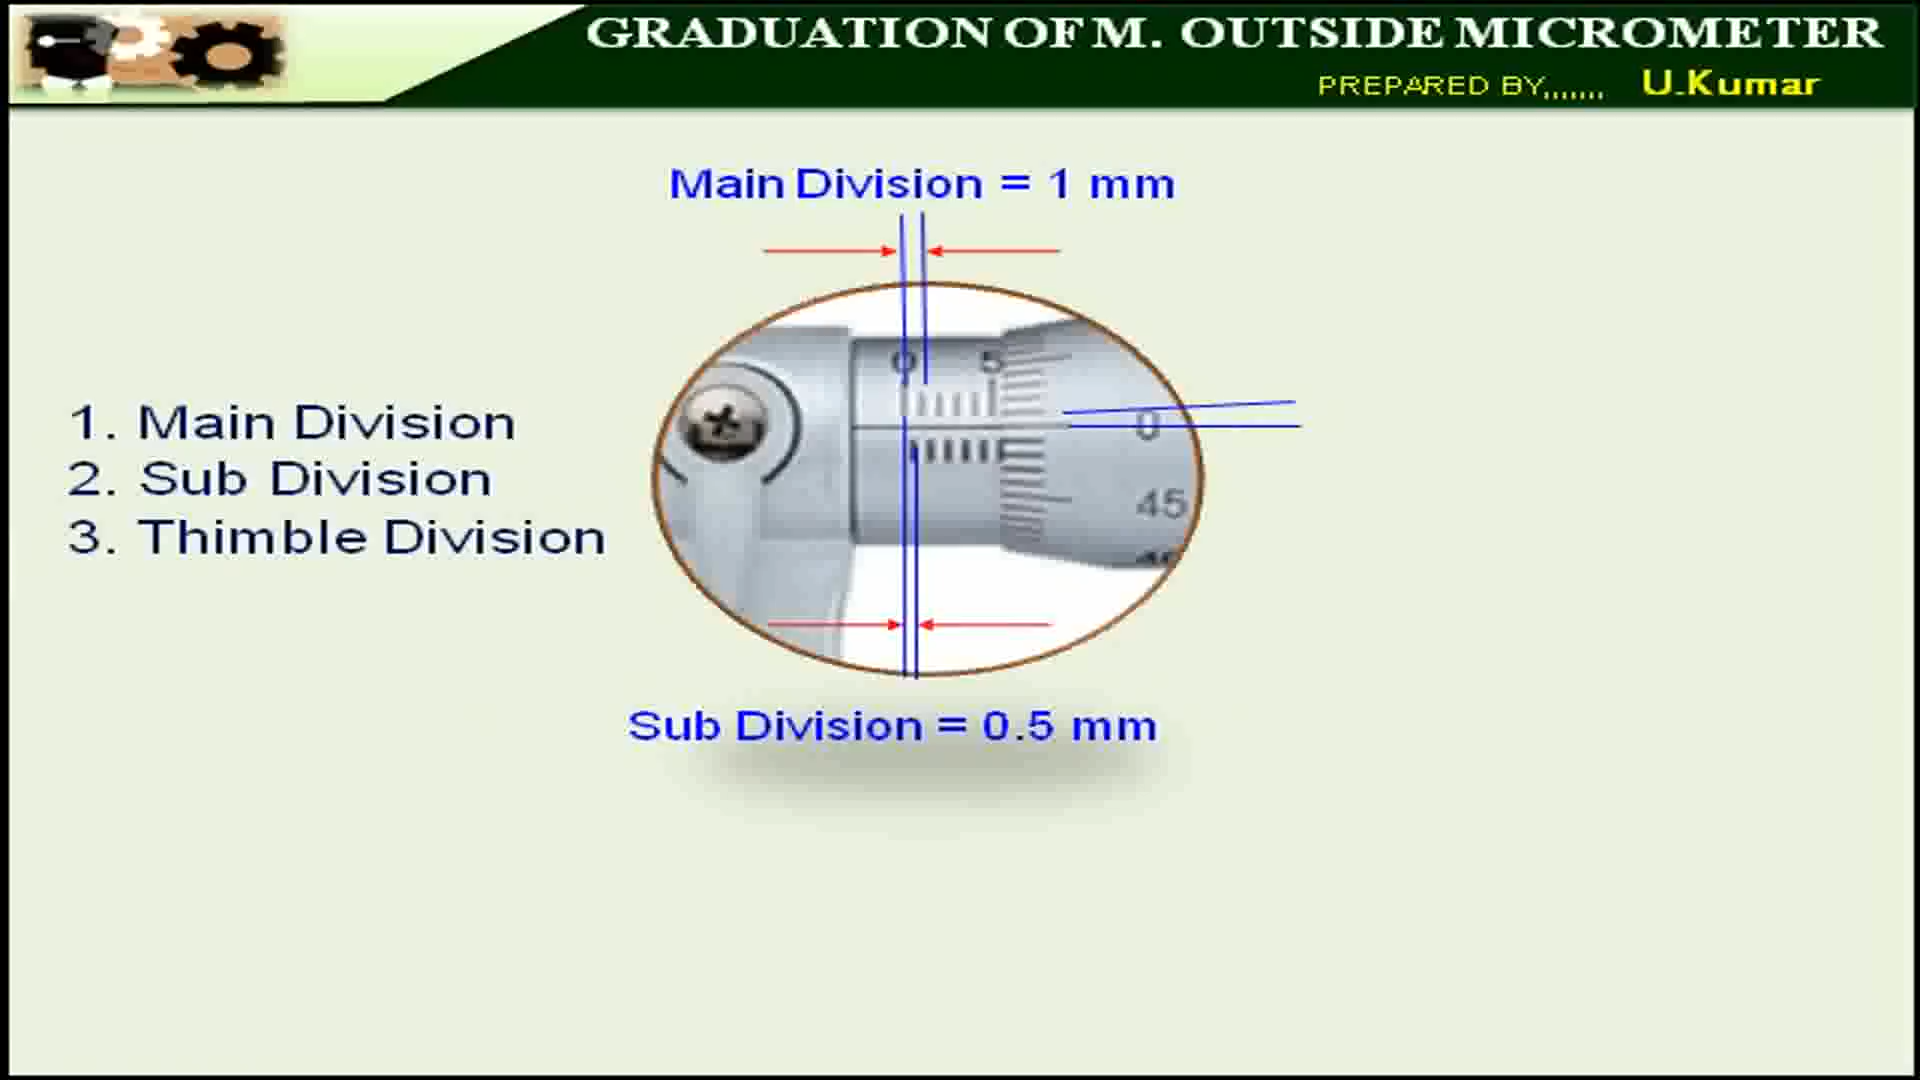 GRADUATION OF M. OUTSIDE MICROMETER
PREPARED BY,,,,,,, U.Kumar
Main Division = 1 mm
0 5
1. Main Division
2. Sub Division
3. Thimble Division
0
45
Sub Division = 0.5 mm